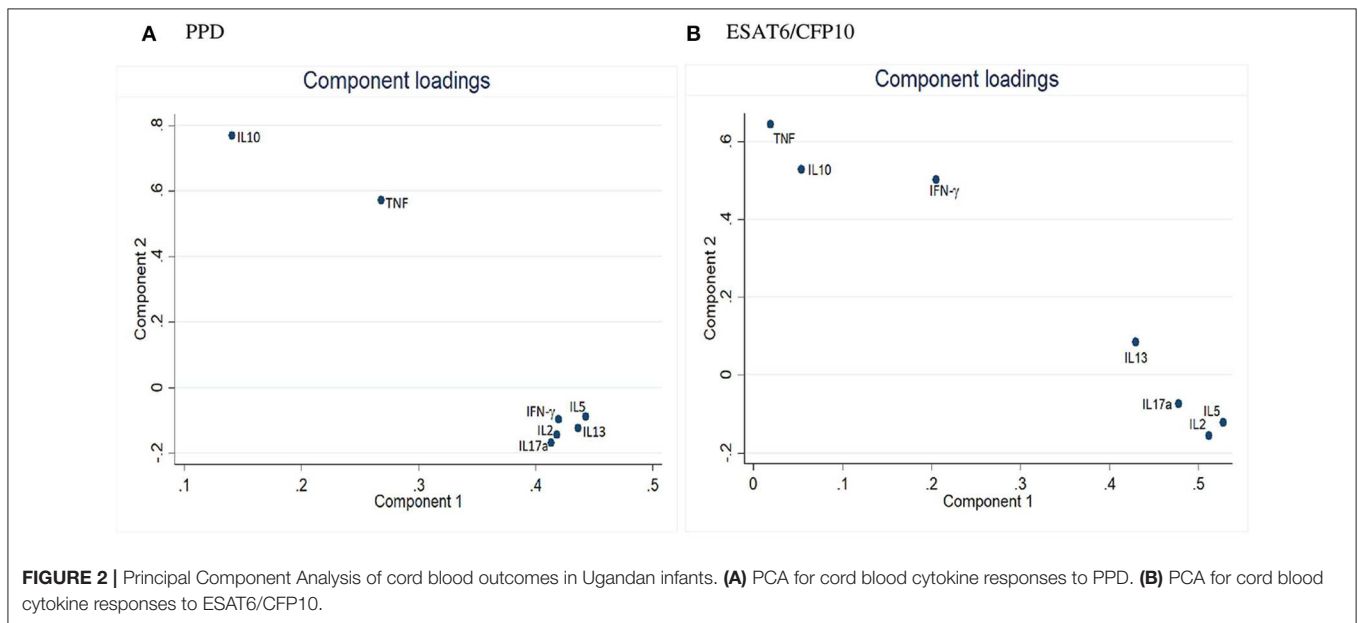 A PPD
Component loadings
Component 2
.8
.6
.4
.2
0
-.2
IL10
TNF
IFN-γ
IL5
IL2
IL13
IL17a
.1 .2 .3 .4 .5
Component 1
B ESAT6/CFP10
Component loadings
Component 2
.6
.4
.2
0
-.2
TNF
IL10
IFN-γ
IL13
IL17a
IL5
IL2
0 .1 .2 .3 .4 .5
Component 1
FIGURE 2 | Principal Component Analysis of cord blood outcomes in Ugandan infants. (A) PCA for cord blood cytokine responses to PPD. (B) PCA for cord blood
cytokine responses to ESAT6/CFP10.